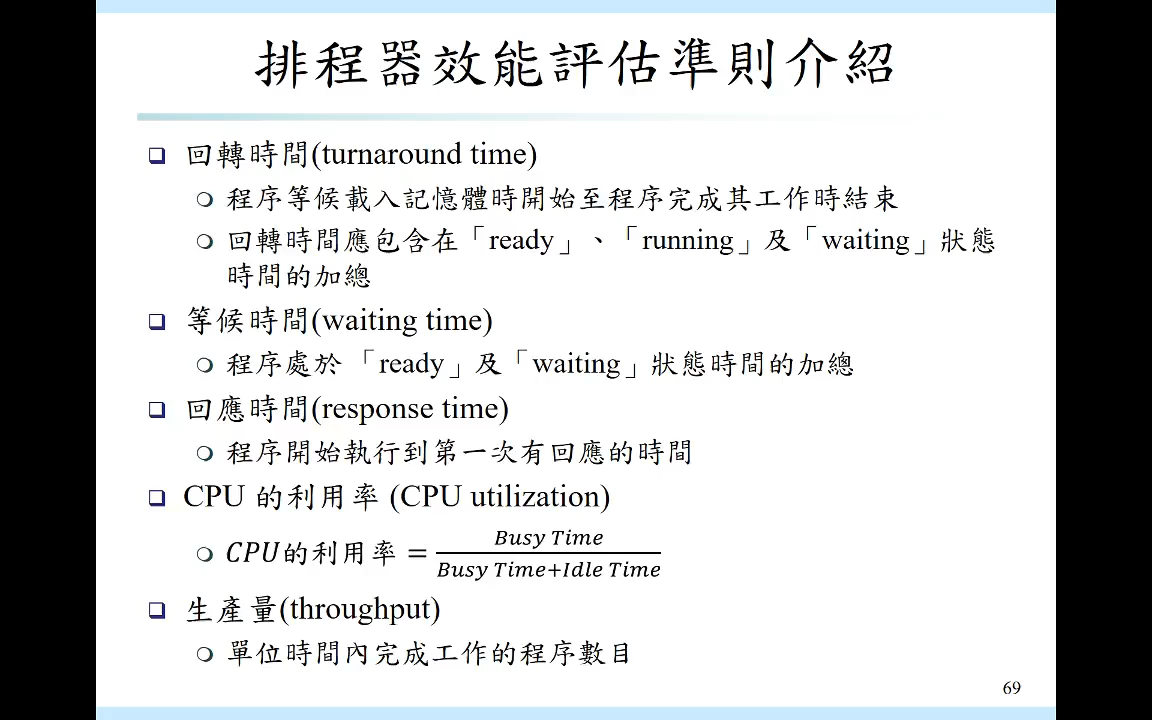 排程器效能評估準則介紹
回轉時間(turnaround time)
程序等候載入記憶體時開始至程序完成其工作時結束
回轉時間應包含在「ready」、「running」及「waiting」狀態
時間的加總
等候時間(waiting time)
程序處於「ready」及「waiting」狀態時間的加總
回應時間(response time)
程序開始執行到第一次有回應的時間
CPU 的利用率 (CPU utilization)
CPU的利用率 = Busy Time / Busy Time+Idle Time
生產量(throughput)
單位時間內完成工作的程序數目
69